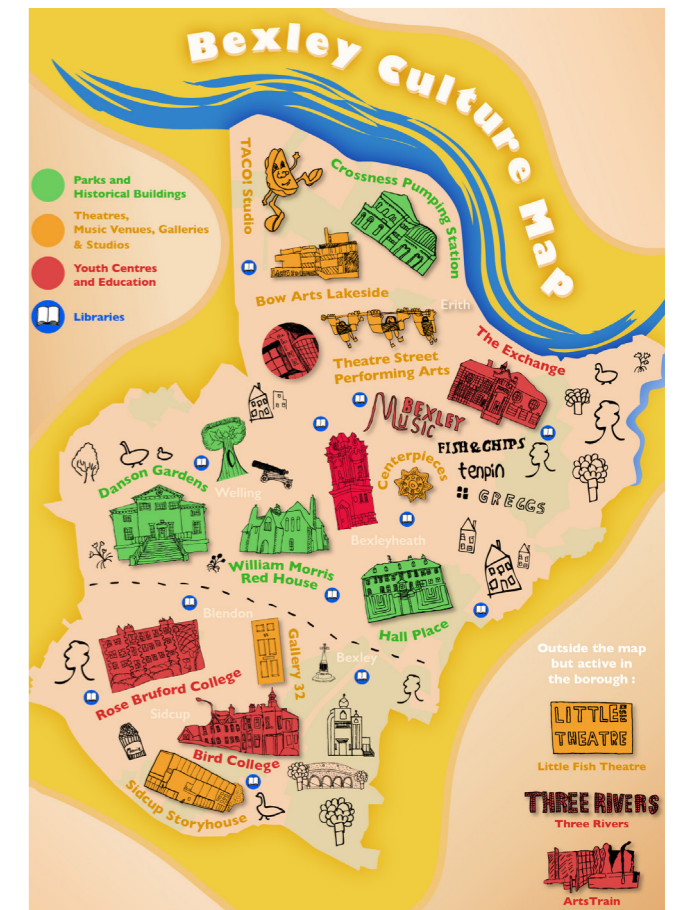 Bexley Culture Map
Parks and
Historical Buildings
Theatres,
Music Venues, Galleries
& Studios
Youth Centres
and Education
Libraries
TACO! Studio
Crossness Pumping Station
Bow Arts Lakeside
Erith
Theatre Street
Performing Arts
The Exchange
BEXLEY
MUSIC
FISH & CHIPS
tenpin
GREGGS
Centerpieces
Danson Gardens
Welling
Bexleyheath
William Morris
Red House
Hall Place
Blendon
Gallery 32
Bexley
Rose Bruford College
Sidcup
Bird College
Sidcup Storyhouse
Outside the map
but active in
the borough :
LITTLE
THEATRE
Little Fish Theatre
THREE RIVERS
Three Rivers
ArtsTrain